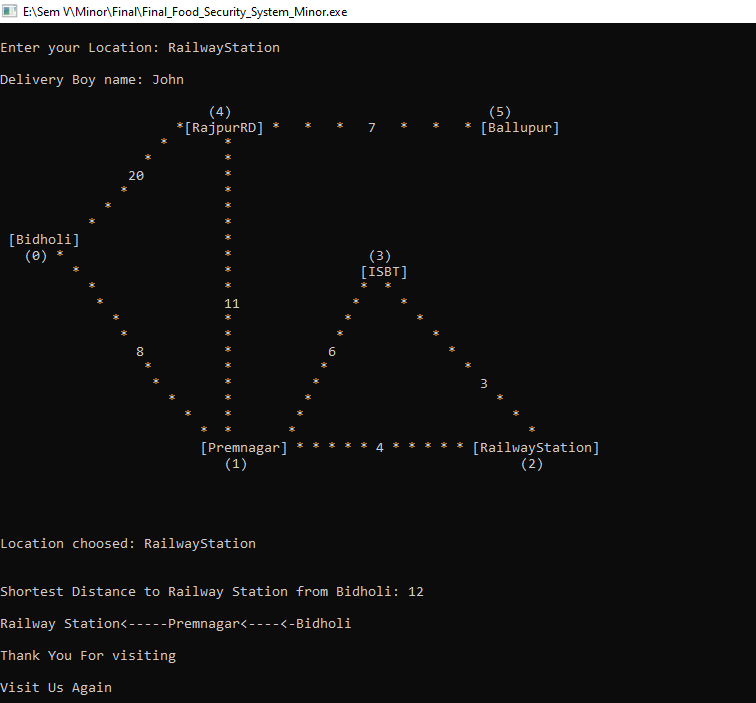 E:\Sem V\Minor\Final\Final_Food_Security_System_Minor.exe
Enter your Location: RailwayStation
Delivery Boy name: John
(4) (5)
*[RajpurRD] * * * 7 * * * [Ballupur]
* *
* *
20 *
* *
* *
* *
[Bidholi] *
(0) * * (3)
* * [ISBT]
* * * *
* 11 * *
* * * *
* * * *
8 * 6 *
* * * *
* * * 3
* * * *
* * * *
* * * *
[Premnagar] * * * * * 4 * * * * * [RailwayStation]
(1) (2)
Location choosed: RailwayStation
Shortest Distance to Railway Station from Bidholi: 12
Railway Station<-----Premnagar<----<-Bidholi
Thank You For visiting
Visit Us Again